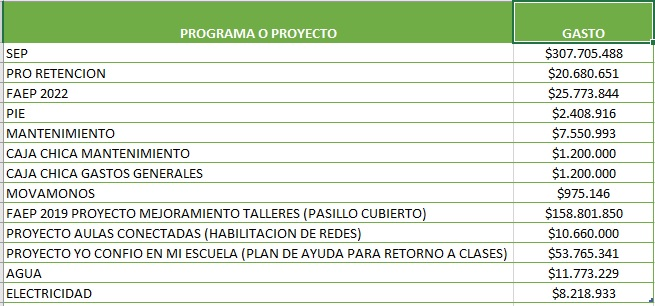 PROGRAMA O PROYECTO GASTO
SEP $307.705.488
PRO RETENCION $20.680.651
FAEP 2022 $25.773.844
PIE $2.408.916
MANTENIMIENTO $7.550.993
CAJA CHICA MANTENIMIENTO $1.200.000
CAJA CHICA GASTOS GENERALES $1.200.000
MOVAMONOS $975.146
FAEP 2019 PROYECTO MEJORAMIENTO TALLERES (PASILLO CUBIERTO) $158.801.850
PROYECTO AULAS CONECTADAS (HABILITACION DE REDES) $10.660.000
PROYECTO YO CONFIO EN MI ESCUELA (PLAN DE AYUDA PARA RETORNO A CLASES) $53.765.341
AGUA $11.773.229
ELECTRICIDAD $8.218.933